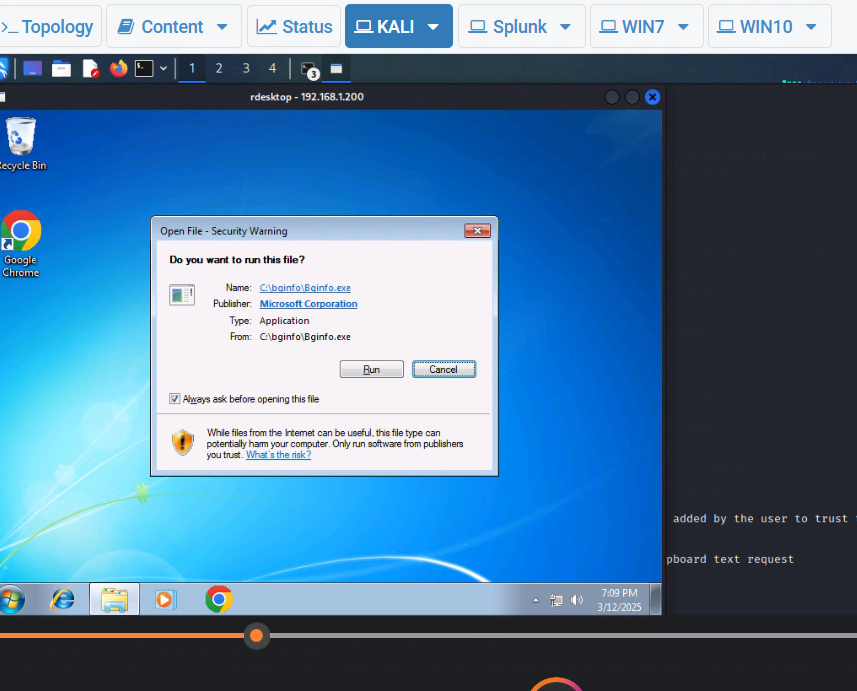 >_ Topology Content Status KALI Splunk WIN7 WIN10
1 2 3 4 3
rdesktop - 192.168.1.200
Recycle Bin
Google
Chrome
Open File - Security Warning
Do you want to run this file?
Name: C:\bginfo\Bginfo.exe
Publisher: Microsoft Corporation
Type: Application
From: C:\bginfo\Bginfo.exe
Run Cancel
Always ask before opening this file
While files from the Internet can be useful, this file type can
potentially harm your computer. Only run software from publishers
you trust. What's the risk?
added by the user to trust
pboard text request
7:09 PM
3/12/2025